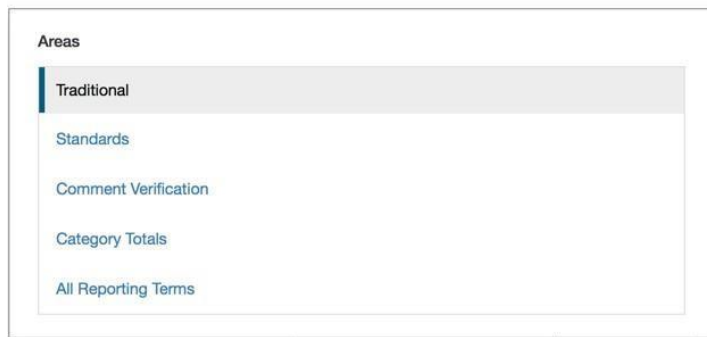 Areas
Traditional
Standards
Comment Verification
Category Totals
All Reporting Terms